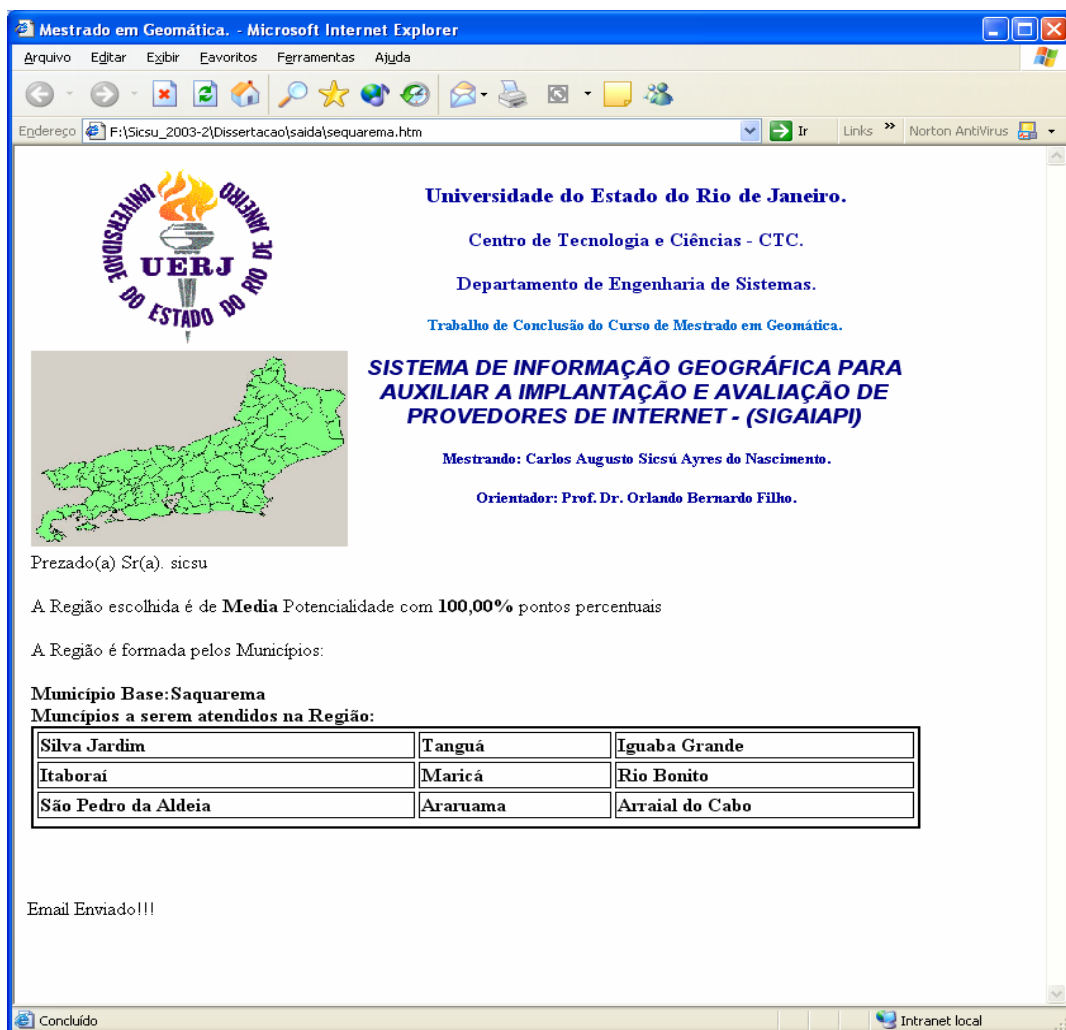 Mestrado em Geomática. - Microsoft Internet Explorer
Arquivo Editar Exibir Favoritos Ferramentas Ajuda
Endereço F:\Sicsu_2003-2\Dissertacao\saida\sequarema.htm Ir Links » Norton AntiVirus
UNIVERSIDADE DO ESTADO DO RIO DE JANEIRO
UERJ
Universidade do Estado do Rio de Janeiro.
Centro de Tecnologia e Ciências - CTC.
Departamento de Engenharia de Sistemas.
Trabalho de Conclusão do Curso de Mestrado em Geomática.
SISTEMA DE INFORMAÇÃO GEOGRÁFICA PARA
AUXILIAR A IMPLANTAÇÃO E AVALIAÇÃO DE
PROVEDORES DE INTERNET - (SIGAIAPI)
Mestrando: Carlos Augusto Sicsú Ayres do Nascimento.
Orientador: Prof. Dr. Orlando Bernardo Filho.
Prezado(a) Sr(a). sicsu
A Região escolhida é de Media Potencialidade com 100,00% pontos percentuais
A Região é formada pelos Municípios:
Município Base:Saquarema
Muncípios a serem atendidos na Região:
Silva Jardim Tanguá Iguaba Grande
Itaboraí Maricá Rio Bonito
São Pedro da Aldeia Araruama Arraial do Cabo
Email Enviado!!!
Concluído Intranet local